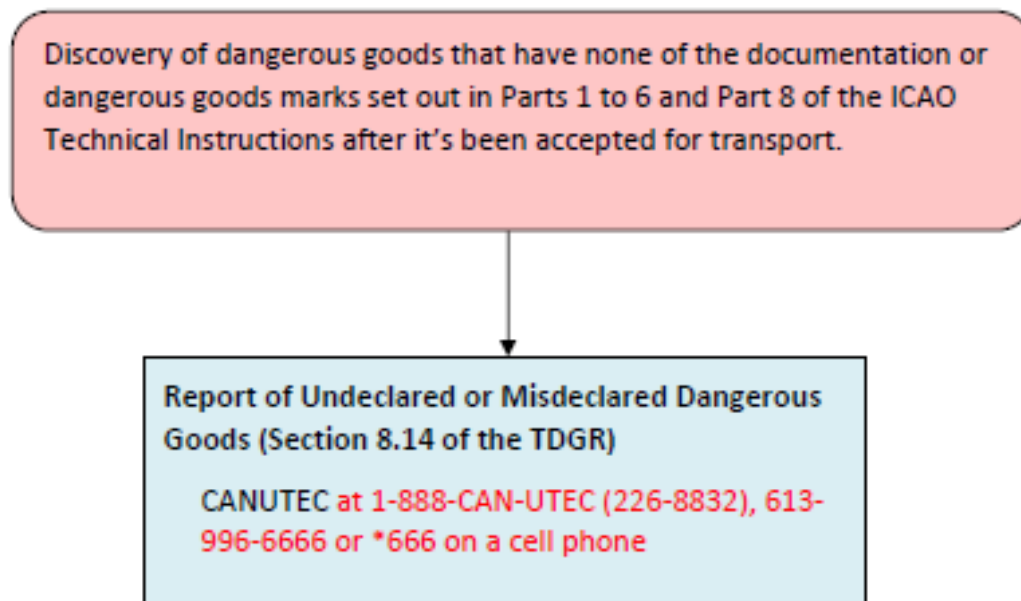 Discovery of dangerous goods that have none of the documentation or
dangerous goods marks set out in Parts 1 to 6 and Part 8 of the ICAO
Technical Instructions after it’s been accepted for transport.
Report of Undeclared or Misdeclared Dangerous
Goods (Section 8.14 of the TDGR)
CANUTEC at 1-888-CAN-UTEC (226-8832), 613-
996-6666 or *666 on a cell phone